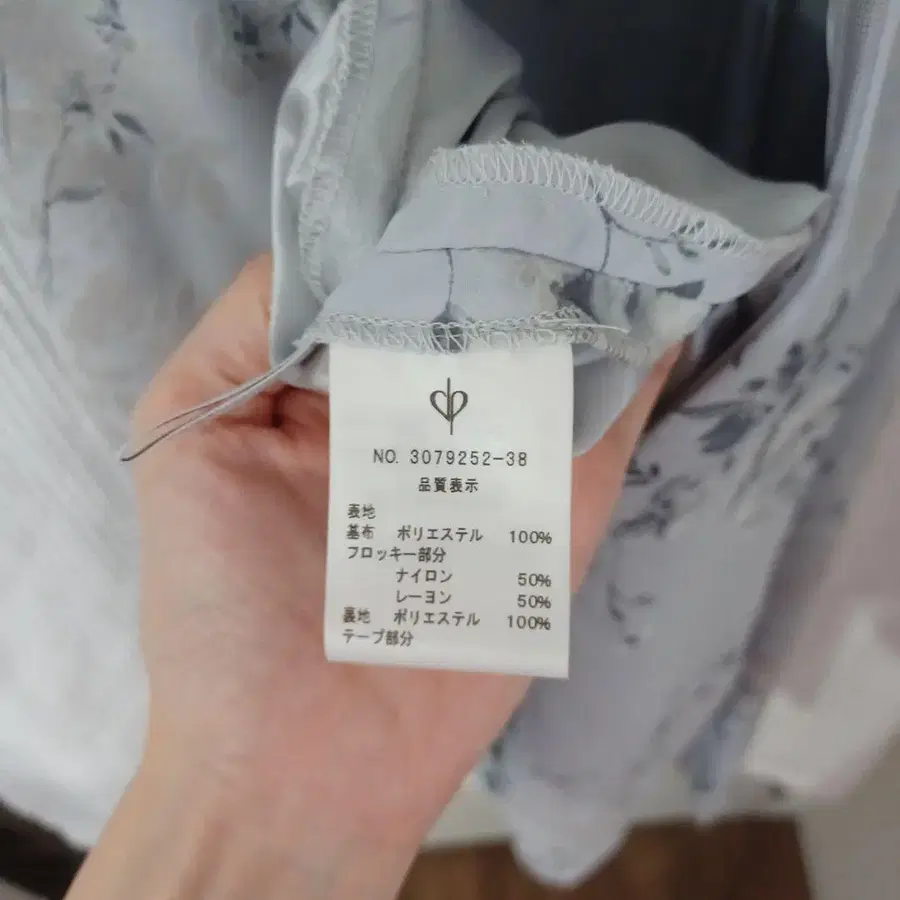 NO. 3079252-38
品質表示
表地
基布 ポリエステル 100%
フロッキー部分
ナイロン 50%
レーヨン 50%
裏地 ポリエステル 100%
テープ部分